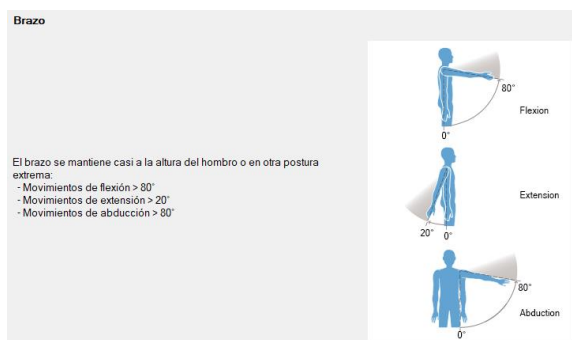 Brazo
80°
Flexion
0°
El brazo se mantiene casi a la altura del hombro o en otra postura
extrema:
- Movimientos de flexión > 80°
- Movimientos de extensión > 20°
- Movimientos de abducción > 80°
Extension
20° 0°
80°
Abduction
0°